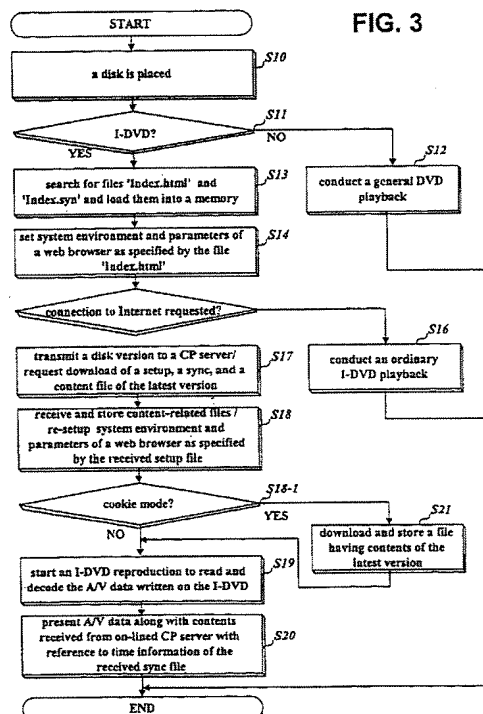 FIG. 3
START
S10
a disk is placed
S11
I-DVD?
NO
YES
S12
conduct a general DVD
playback
S13
search for files 'Index.html' and
'Index.syn' and load them into a memory
S14
set system environment and parameters of
a web browser as specified by the file
'Index.html'
connection to Internet requested?
S16
conduct an ordinary
I-DVD playback
S17
transmit a disk version to a CP server/
request download of a setup, a sync, and a
content file of the latest version
S18
receive and store content-related files /
re-setup system environment and
parameters of a web browser as specified
by the received setup file
S18-1
cookie mode?
YES
NO
S21
download and store a file
having contents of the
latest version
S19
start an I-DVD reproduction to read and
decode the A/V data written on the I-DVD
S20
present A/V data along with contents
received from on-lined CP server with
reference to time information of the
received sync file
END